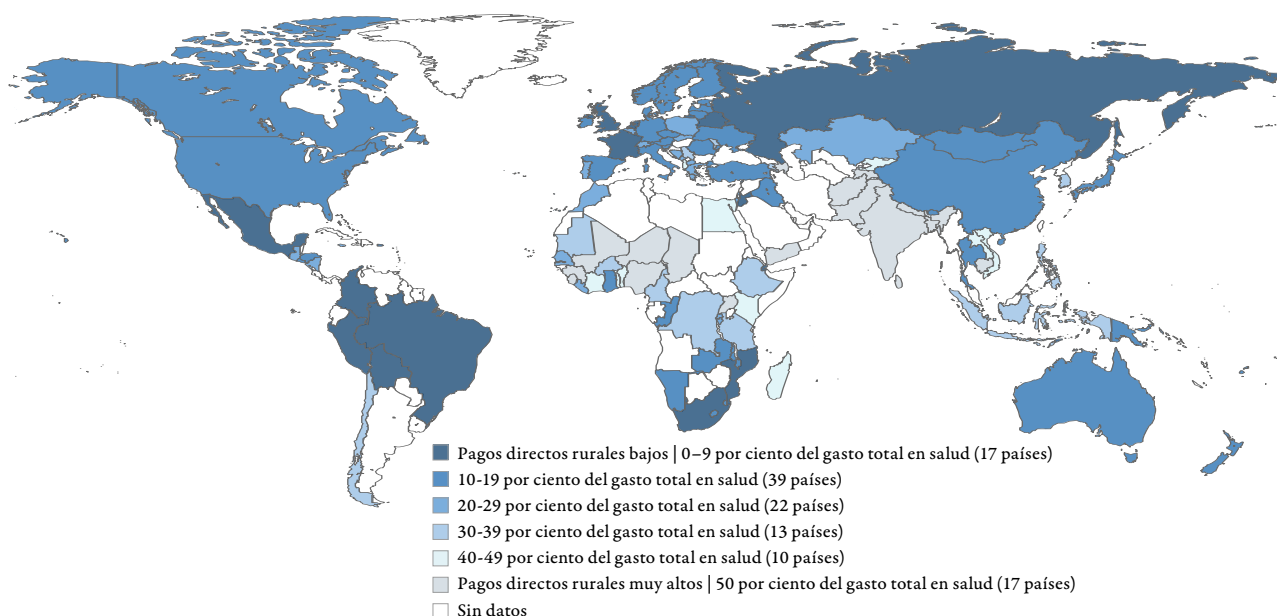 Pagos directos rurales bajos | 0–9 por ciento del gasto total en salud (17 países)
10-19 por ciento del gasto total en salud (39 países)
20-29 por ciento del gasto total en salud (22 países)
30-39 por ciento del gasto total en salud (13 países)
40-49 por ciento del gasto total en salud (10 países)
Pagos directos rurales muy altos | 50 por ciento del gasto total en salud (17 países)
Sin datos